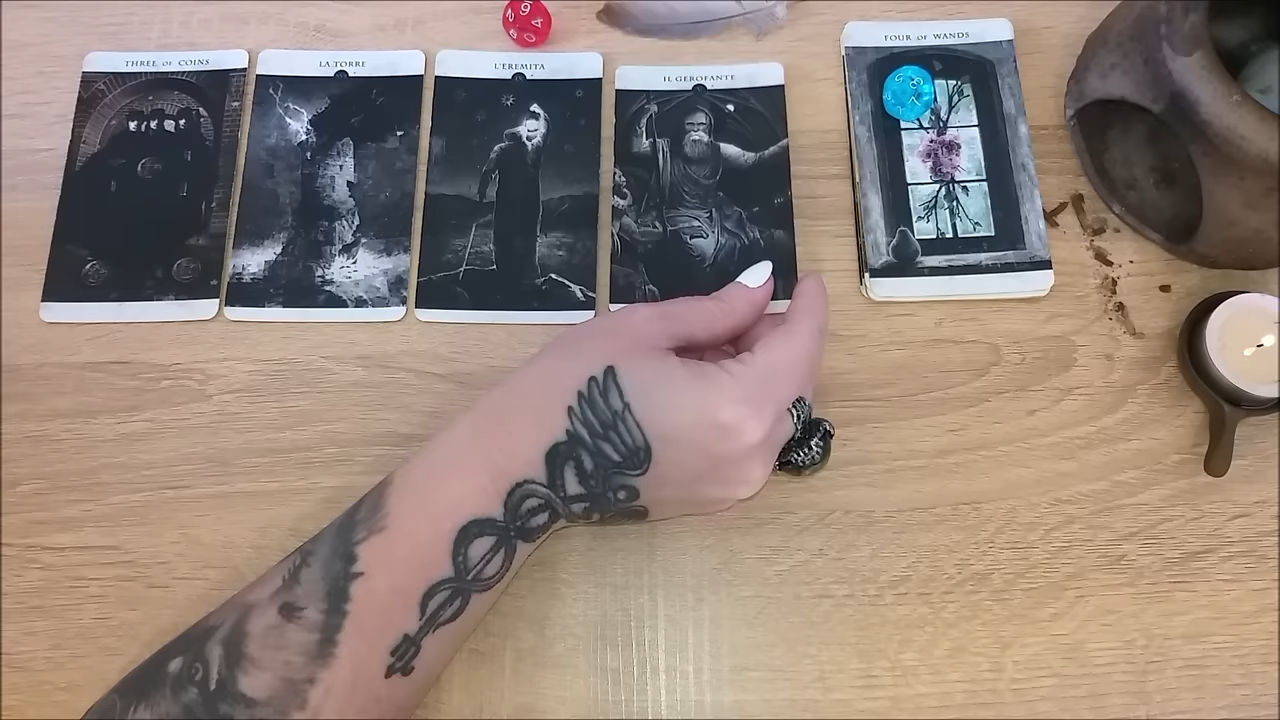 THREE OF COINS
LA TORRE
L'EREMITA
IL GEROFANTE
FOUR OF WANDS